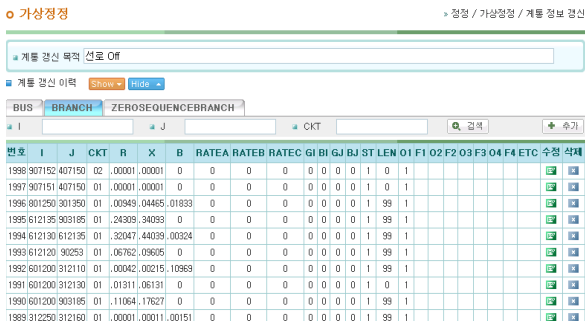 가상정정
» 정정 / 가상정정 / 계통 정보 갱신
계통 갱신 목적 선로 Off
계통 갱신 이력 Show Hide
BUS BRANCH ZEROSEQUENCEBRANCH
I J CKT 검색 추가
번호 I J CKT R X B RATEA RATEB RATEC GI BI GJ BJ ST LEN O1 F1 O2 F2 O3 F3 O4 F4 ETC 수정 삭제
1998 907152 407150 02 .00001 .00001 0 0 0 0 0 0 0 0 1 0 1
1997 907151 407150 01 .00001 .00001 0 0 0 0 0 0 0 0 1 0 1
1996 801250 301350 01 .00949 .04465 .01833 0 0 0 0 0 0 0 1 99 1
1995 612135 903185 01 .24309 .34093 0 0 0 0 0 0 0 0 1 99 1
1994 612130 612135 01 .32047 .44039 .00324 0 0 0 0 0 0 0 1 99 1
1993 612120 90253 01 .06762 .09605 0 0 0 0 0 0 0 0 1 99 1
1992 601200 312110 01 .00042 .00215 .10969 0 0 0 0 0 0 0 1 99 1
1991 601200 312130 01 .01311 .06131 0 0 0 0 0 0 0 0 1 99 1
1990 601200 903185 01 .11064 .17627 0 0 0 0 0 0 0 0 1 99 1
1989 312250 312160 01 .00001 .00011 .00151 0 0 0 0 0 0 0 1 99 1